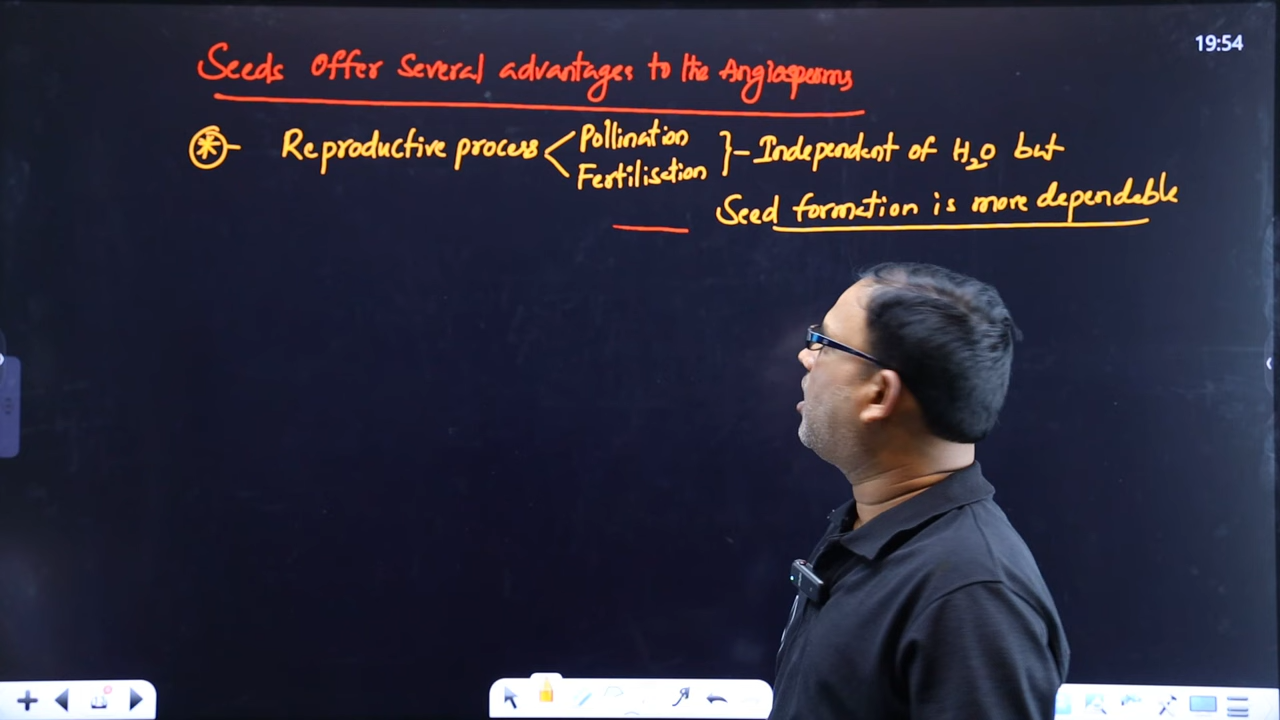 19:54
Seeds offer several advantages to the Angiosperms
Reproductive process < Pollination
Fertilisation } - Independent of H2O but
Seed formation is more dependable